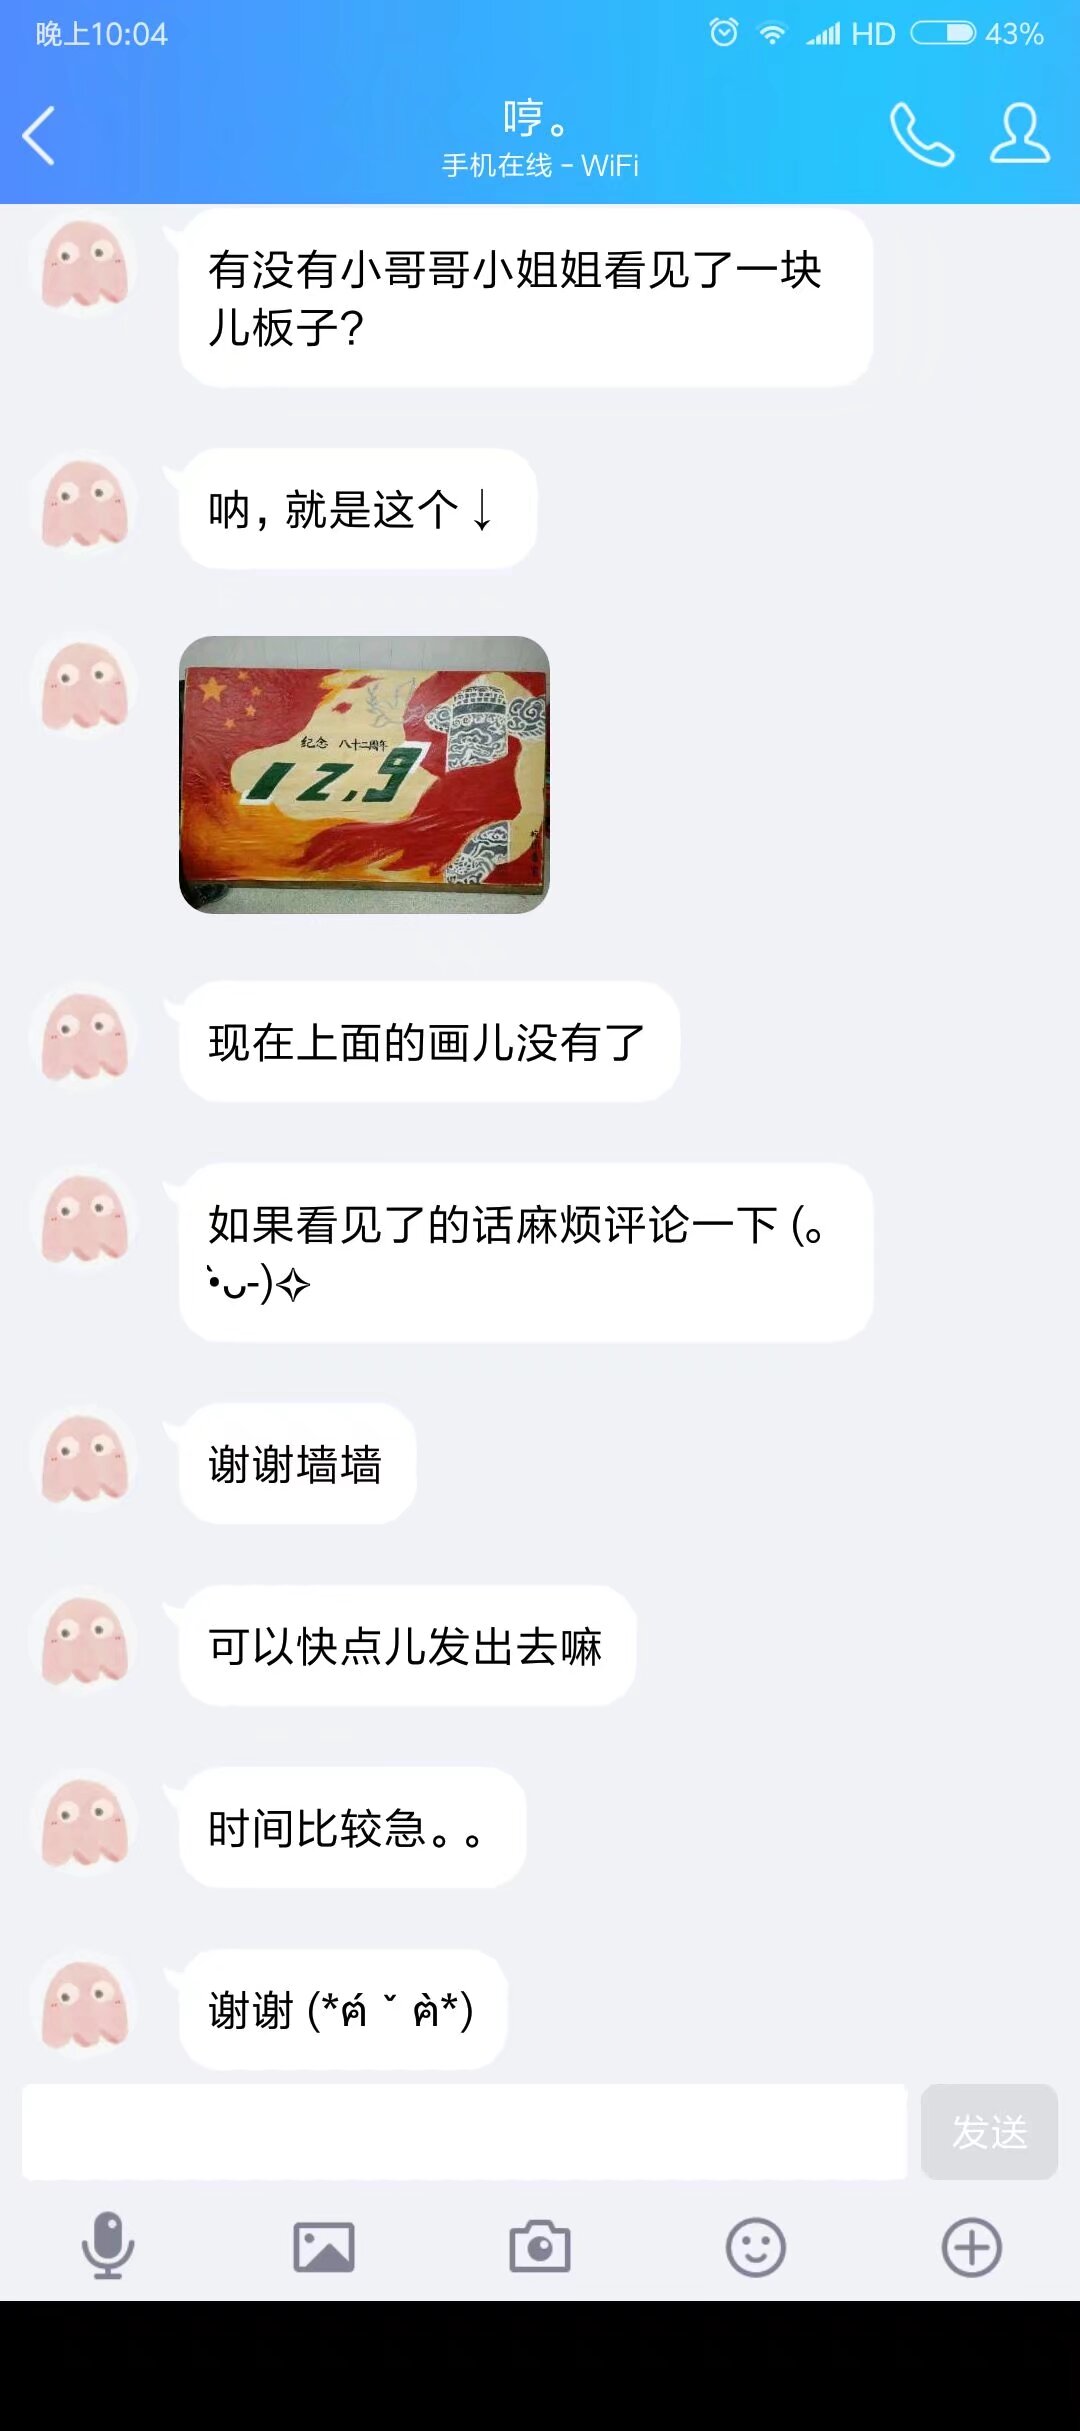 晚上10:04
HD
43%
哼。
手机在线 - WiFi
有没有小哥哥小姐姐看见了一块
儿板子?
呐，就是这个↓
纪念 八十二周年
12.9
现在上面的画儿没有了
如果看见了的话麻烦评论一下 (。
•̀ᴗ-)✧
谢谢墙墙
可以快点儿发出去嘛
时间比较急。。
谢谢 (*ฅ́˘ฅ̀*)
发送